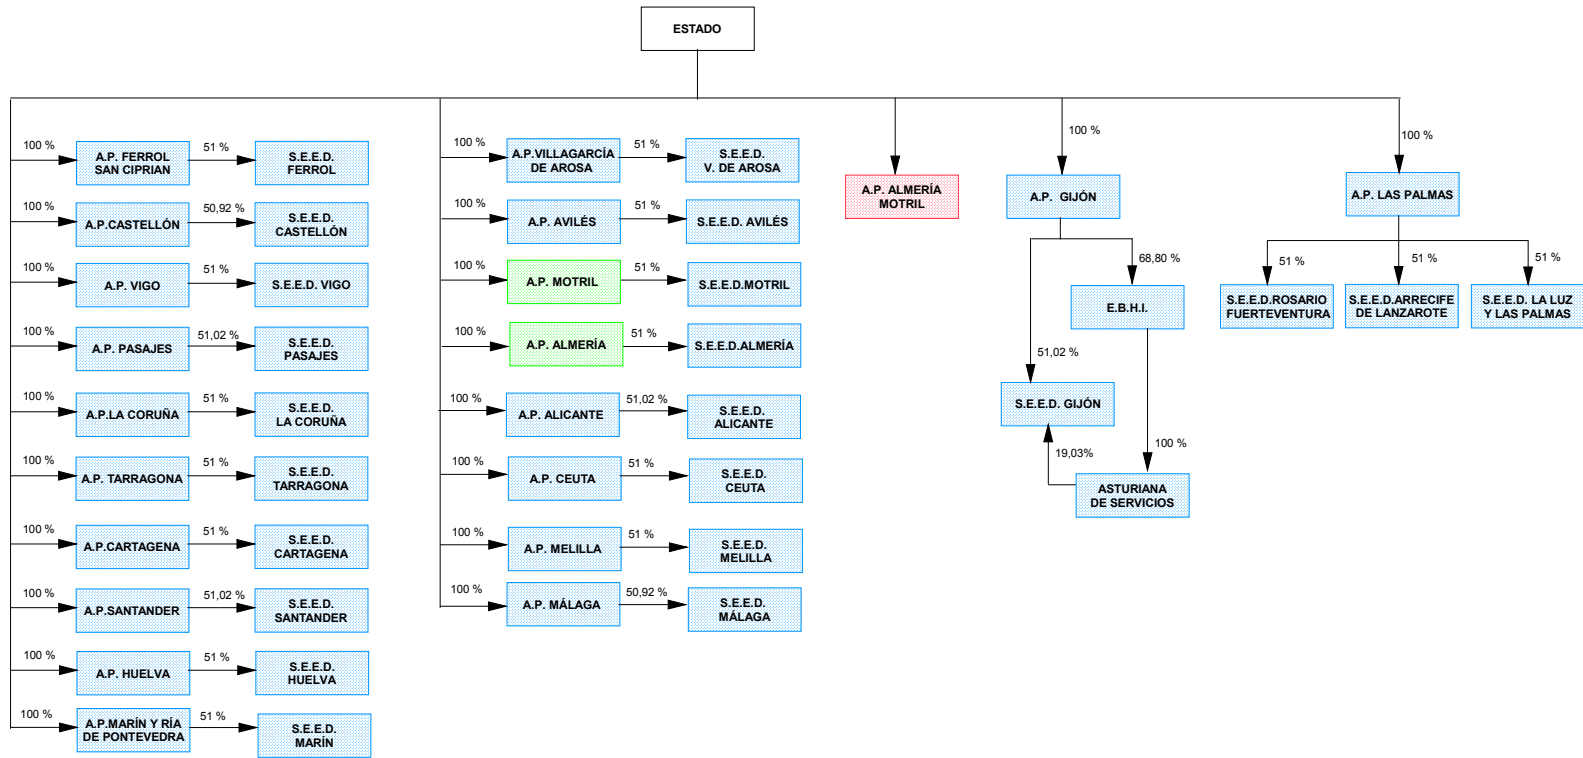 ESTADO
100 %
A.P. FERROL
SAN CIPRIAN
51 %
S.E.E.D.
FERROL
100 %
A.P.CASTELLÓN
50,92 %
S.E.E.D.
CASTELLÓN
100 %
A.P. VIGO
51 %
S.E.E.D. VIGO
100 %
A.P. PASAJES
51,02 %
S.E.E.D.
PASAJES
100 %
A.P.LA CORUÑA
51 %
S.E.E.D.
LA CORUÑA
100 %
A.P. TARRAGONA
51 %
S.E.E.D.
TARRAGONA
100 %
A.P.CARTAGENA
51 %
S.E.E.D.
CARTAGENA
100 %
A.P.SANTANDER
51,02 %
S.E.E.D.
SANTANDER
100 %
A.P. HUELVA
51 %
S.E.E.D.
HUELVA
100 %
A.P.MARÍN Y RÍA
DE PONTEVEDRA
51 %
S.E.E.D.
MARÍN
100 %
A.P.VILLAGARCÍA
DE AROSA
51 %
S.E.E.D.
V. DE AROSA
100 %
A.P. AVILÉS
51 %
S.E.E.D. AVILÉS
100 %
A.P. MOTRIL
51 %
S.E.E.D.MOTRIL
100 %
A.P. ALMERÍA
51 %
S.E.E.D.ALMERÍA
100 %
A.P. ALICANTE
51,02 %
S.E.E.D.
ALICANTE
100 %
A.P. CEUTA
51 %
S.E.E.D.
CEUTA
100 %
A.P. MELILLA
51 %
S.E.E.D.
MELILLA
100 %
A.P. MÁLAGA
50,92 %
S.E.E.D.
MÁLAGA
A.P. ALMERÍA
MOTRIL
100 %
A.P. GIJÓN
68,80 %
E.B.H.I.
51,02 %
S.E.E.D. GIJÓN
100 %
19,03%
ASTURIANA
DE SERVICIOS
100 %
A.P. LAS PALMAS
51 %
51 %
51 %
S.E.E.D.ROSARIO
FUERTEVENTURA
S.E.E.D.ARRECIFE
DE LANZAROTE
S.E.E.D. LA LUZ
Y LAS PALMAS